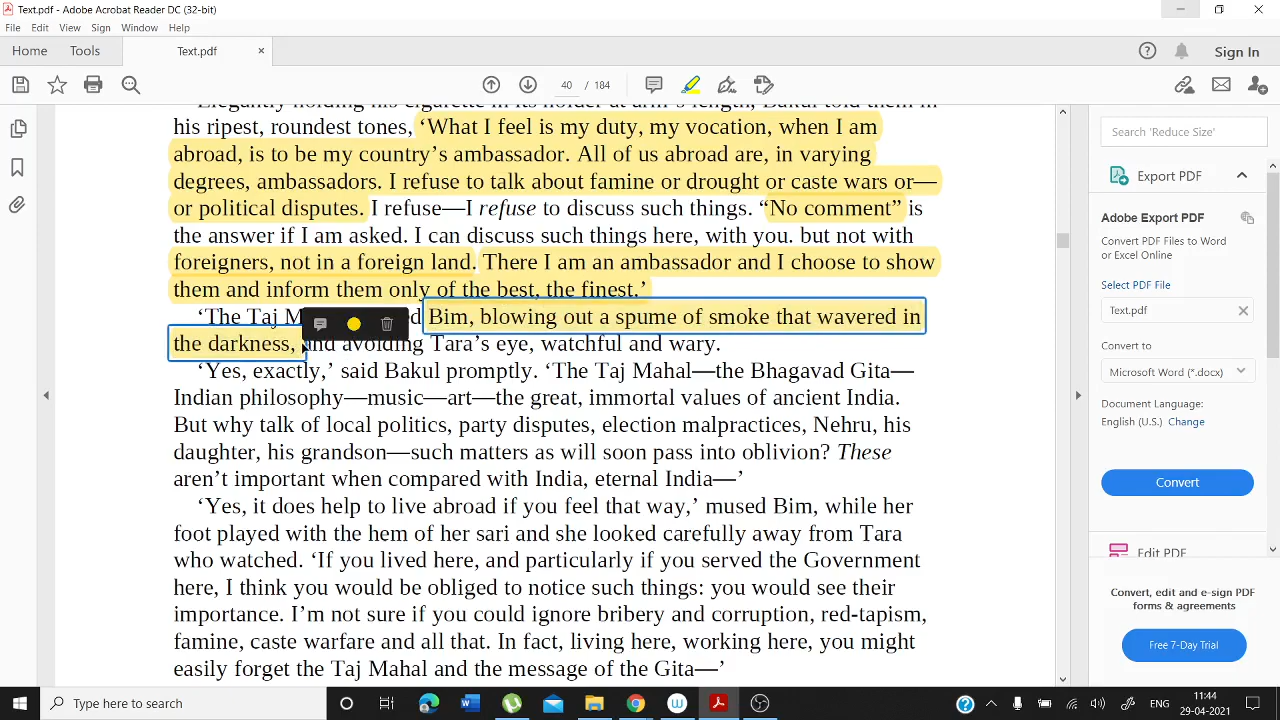 Text.pdf - Adobe Acrobat Reader DC (32-bit)
File Edit View Sign Window Help
Home Tools Text.pdf × Sign In
40 / 184
Elegantly holding his cigarette in its holder at arm's length, Bakul told them in
his ripest, roundest tones, ‘What I feel is my duty, my vocation, when I am
abroad, is to be my country’s ambassador. All of us abroad are, in varying
degrees, ambassadors. I refuse to talk about famine or drought or caste wars or—
or political disputes. I refuse—I refuse to discuss such things. “No comment” is
the answer if I am asked. I can discuss such things here, with you. but not with
foreigners, not in a foreign land. There I am an ambassador and I choose to show
them and inform them only of the best, the finest.’
‘The Taj M d Bim, blowing out a spume of smoke that wavered in
the darkness, and avoiding Tara’s eye, watchful and wary.
‘Yes, exactly,’ said Bakul promptly. ‘The Taj Mahal—the Bhagavad Gita—
Indian philosophy—music—art—the great, immortal values of ancient India.
But why talk of local politics, party disputes, election malpractices, Nehru, his
daughter, his grandson—such matters as will soon pass into oblivion? These
aren’t important when compared with India, eternal India—’
‘Yes, it does help to live abroad if you feel that way,’ mused Bim, while her
foot played with the hem of her sari and she looked carefully away from Tara
who watched. ‘If you lived here, and particularly if you served the Government
here, I think you would be obliged to notice such things: you would see their
importance. I’m not sure if you could ignore bribery and corruption, red-tapism,
famine, caste warfare and all that. In fact, living here, working here, you might
easily forget the Taj Mahal and the message of the Gita—’
Search 'Reduce Size'
Export PDF
Adobe Export PDF
Convert PDF Files to Word
or Excel Online
Select PDF File
Text.pdf
Convert to
Microsoft Word (*.docx)
Document Language:
English (U.S.) Change
Convert
Edit PDF
Convert, edit and e-sign PDF
forms & agreements
Free 7-Day Trial
Type here to search
ENG
11:44
29-04-2021